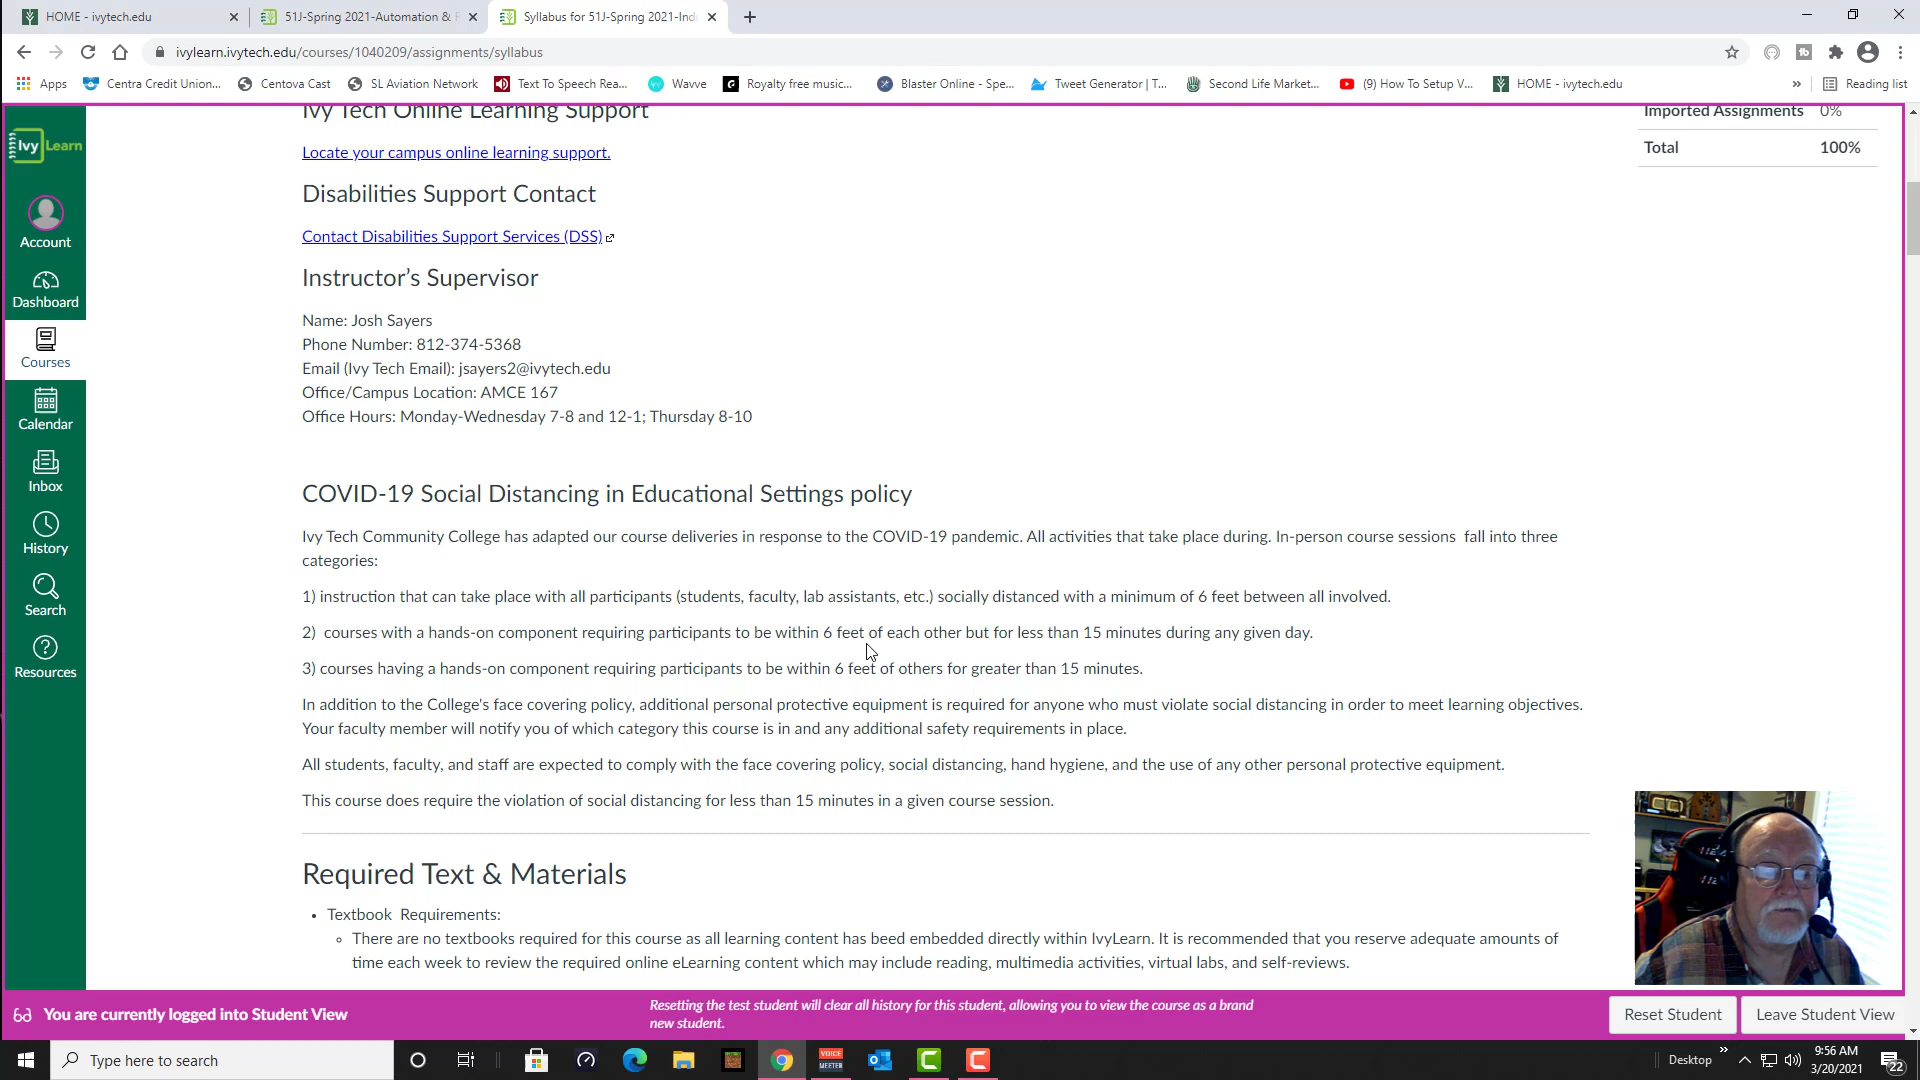 HOME - ivytech.edu
51J-Spring 2021-Automation &
Syllabus for 51J-Spring 2021-Ind
ivylearn.ivytech.edu/courses/1040209/assignments/syllabus
Apps
Centra Credit Union...
Centova Cast
SL Aviation Network
Text To Speech Rea...
Wavve
Royalty free music...
Blaster Online - Spe...
Tweet Generator | T...
Second Life Market...
(9) How To Setup V...
HOME - ivytech.edu
»
Reading list
Ivy Learn
Account
Dashboard
Courses
Calendar
Inbox
History
Search
Resources
Ivy Tech Online Learning Support
Locate your campus online learning support.
Disabilities Support Contact
Contact Disabilities Support Services (DSS)
Instructor’s Supervisor
Name: Josh Sayers
Phone Number: 812-374-5368
Email (Ivy Tech Email): jsayers2@ivytech.edu
Office/Campus Location: AMCE 167
Office Hours: Monday-Wednesday 7-8 and 12-1; Thursday 8-10
COVID-19 Social Distancing in Educational Settings policy
Ivy Tech Community College has adapted our course deliveries in response to the COVID-19 pandemic. All activities that take place during. In-person course sessions fall into three
categories:
1) instruction that can take place with all participants (students, faculty, lab assistants, etc.) socially distanced with a minimum of 6 feet between all involved.
2) courses with a hands-on component requiring participants to be within 6 feet of each other but for less than 15 minutes during any given day.
3) courses having a hands-on component requiring participants to be within 6 feet of others for greater than 15 minutes.
In addition to the College's face covering policy, additional personal protective equipment is required for anyone who must violate social distancing in order to meet learning objectives.
Your faculty member will notify you of which category this course is in and any additional safety requirements in place.
All students, faculty, and staff are expected to comply with the face covering policy, social distancing, hand hygiene, and the use of any other personal protective equipment.
This course does require the violation of social distancing for less than 15 minutes in a given course session.
Required Text & Materials
• Textbook Requirements:
◦ There are no textbooks required for this course as all learning content has beed embedded directly within IvyLearn. It is recommended that you reserve adequate amounts of
time each week to review the required online eLearning content which may include reading, multimedia activities, virtual labs, and self-reviews.
Imported Assignments 0%
Total 100%
You are currently logged into Student View
Resetting the test student will clear all history for this student, allowing you to view the course as a brand
new student.
Reset Student
Leave Student View
Type here to search
VOICE
MEETER
Desktop
»
9:56 AM
3/20/2021
22